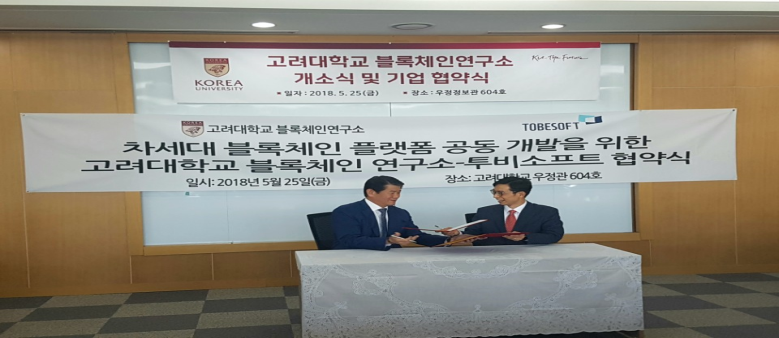 KOREA
UNIVERSITY
고려대학교 블록체인연구소
개소식 및 기업 협약식
▪ 일자 : 2018. 5. 25(금) ▪ 장소 : 우정정보관 604호
고려대학교 블록체인연구소
TOBESOFT
차세대 블록체인 플랫폼 공동 개발을 위한
고려대학교 블록체인 연구소-투비소프트 협약식
일시: 2018년 5월 25일(금) 장소: 고려대학교 우정관 604호